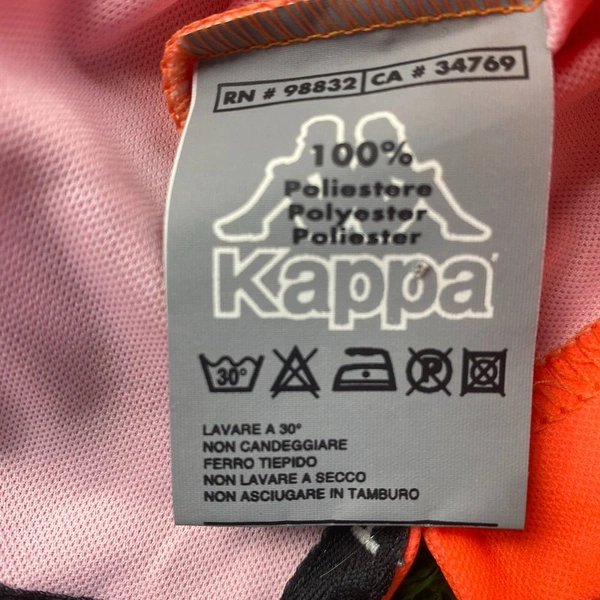 RN # 98832 CA # 34769
100%
Poliestere
Polyester
Poliester
Kappa
30°
P
LAVARE A 30°
NON CANDEGGIARE
FERRO TIEPIDO
NON LAVARE A SECCO
NON ASCIUGARE IN TAMBURO